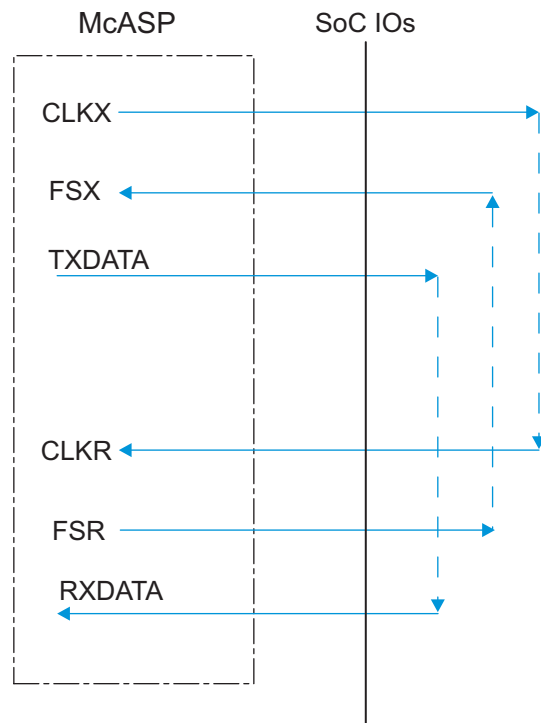 McASP
SoC IOs
CLKX
FSX
TXDATA
CLKR
FSR
RXDATA